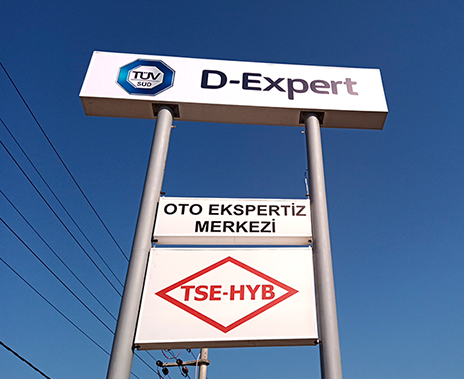 TÜV
SÜD
D-Expert
OTO EKSPERTİZ
MERKEZİ
TSE-HYB